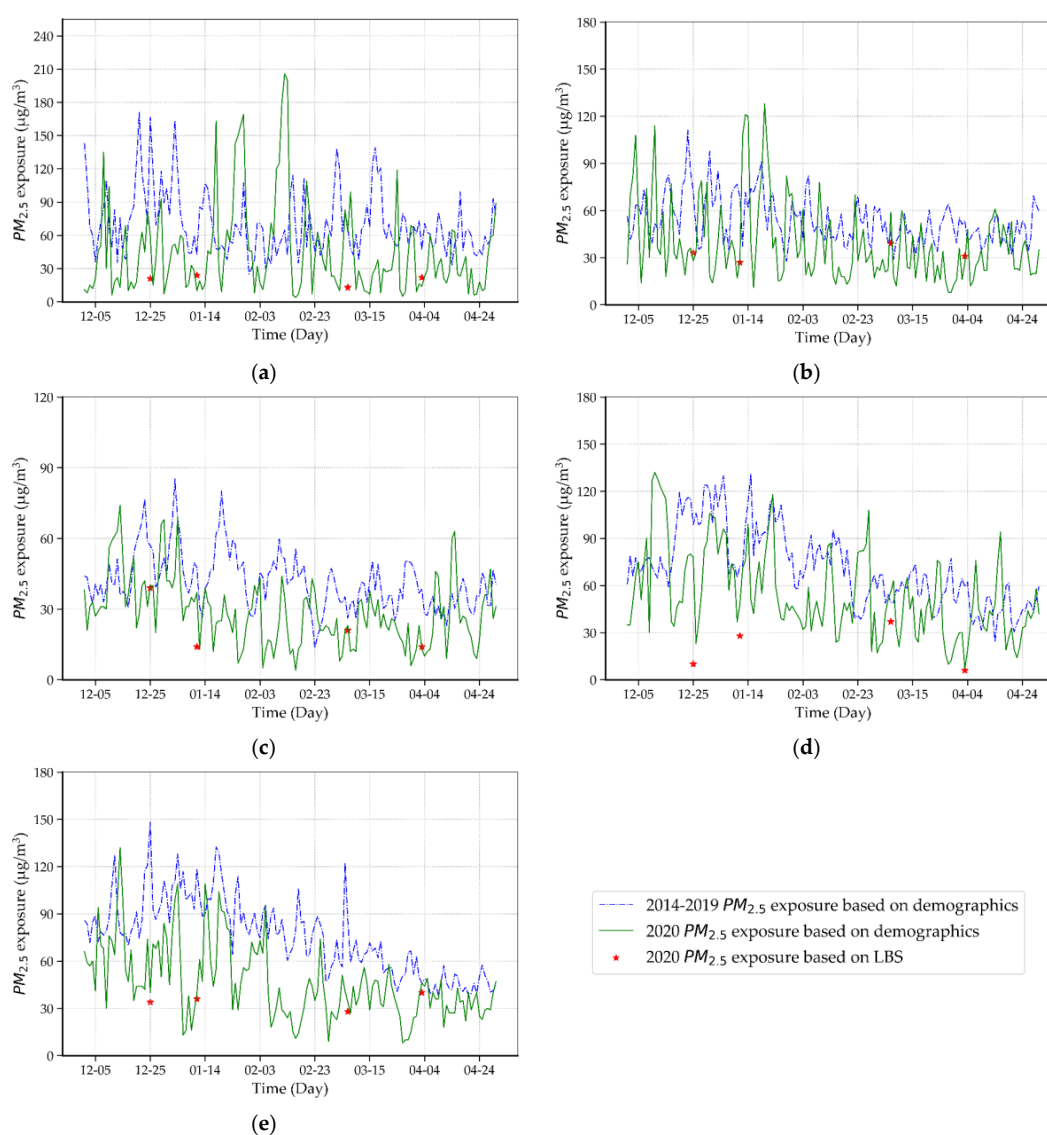 240
210
180
150
120
90
60
30
0
PM2.5 exposure (μg/m3)
12-05 12-25 01-14 02-03 02-23 03-15 04-04 04-24
Time (Day)
(a)
180
150
120
90
60
30
0
PM2.5 exposure (μg/m3)
12-05 12-25 01-14 02-03 02-23 03-15 04-04 04-24
Time (Day)
(b)
120
90
60
30
0
PM2.5 exposure (μg/m3)
12-05 12-25 01-14 02-03 02-23 03-15 04-04 04-24
Time (Day)
(c)
180
150
120
90
60
30
0
PM2.5 exposure (μg/m3)
12-05 12-25 01-14 02-03 02-23 03-15 04-04 04-24
Time (Day)
(d)
180
150
120
90
60
30
0
PM2.5 exposure (μg/m3)
12-05 12-25 01-14 02-03 02-23 03-15 04-04 04-24
Time (Day)
(e)
2014-2019 PM2.5 exposure based on demographics
2020 PM2.5 exposure based on demographics
2020 PM2.5 exposure based on LBS